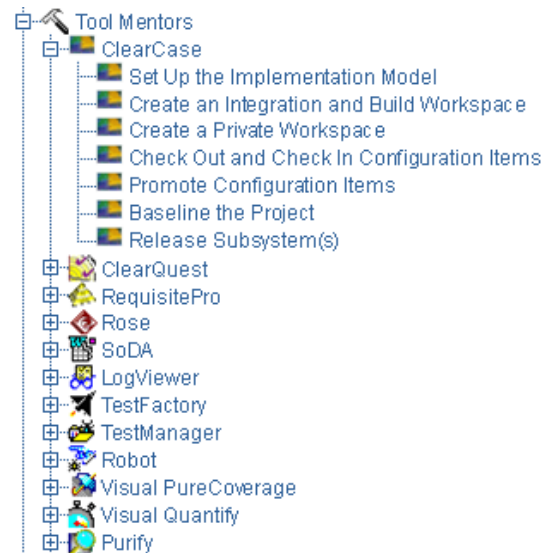 Tool Mentors
ClearCase
Set Up the Implementation Model
Create an Integration and Build Workspace
Create a Private Workspace
Check Out and Check In Configuration Items
Promote Configuration Items
Baseline the Project
Release Subsystem(s)
ClearQuest
RequisitePro
Rose
SoDA
LogViewer
TestFactory
TestManager
Robot
Visual PureCoverage
Visual Quantify
Purify